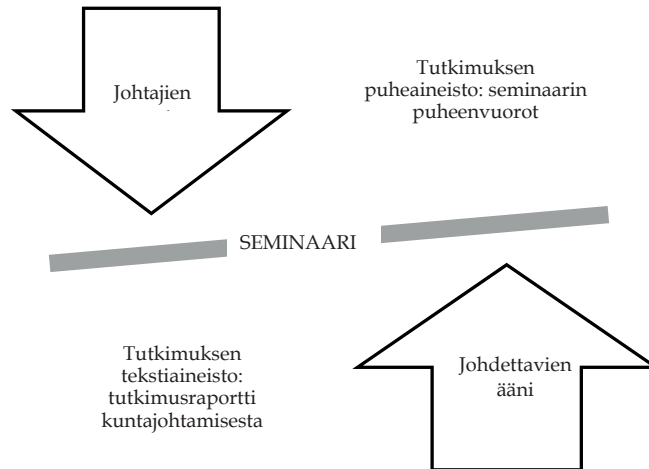 Johtajien
Tutkimuksen
puheaineisto: seminaarin
puheenvuorot
SEMINAARI
Tutkimuksen
tekstiaineisto:
tutkimusraportti
kuntajohtamisesta
Johdettavien
ääni